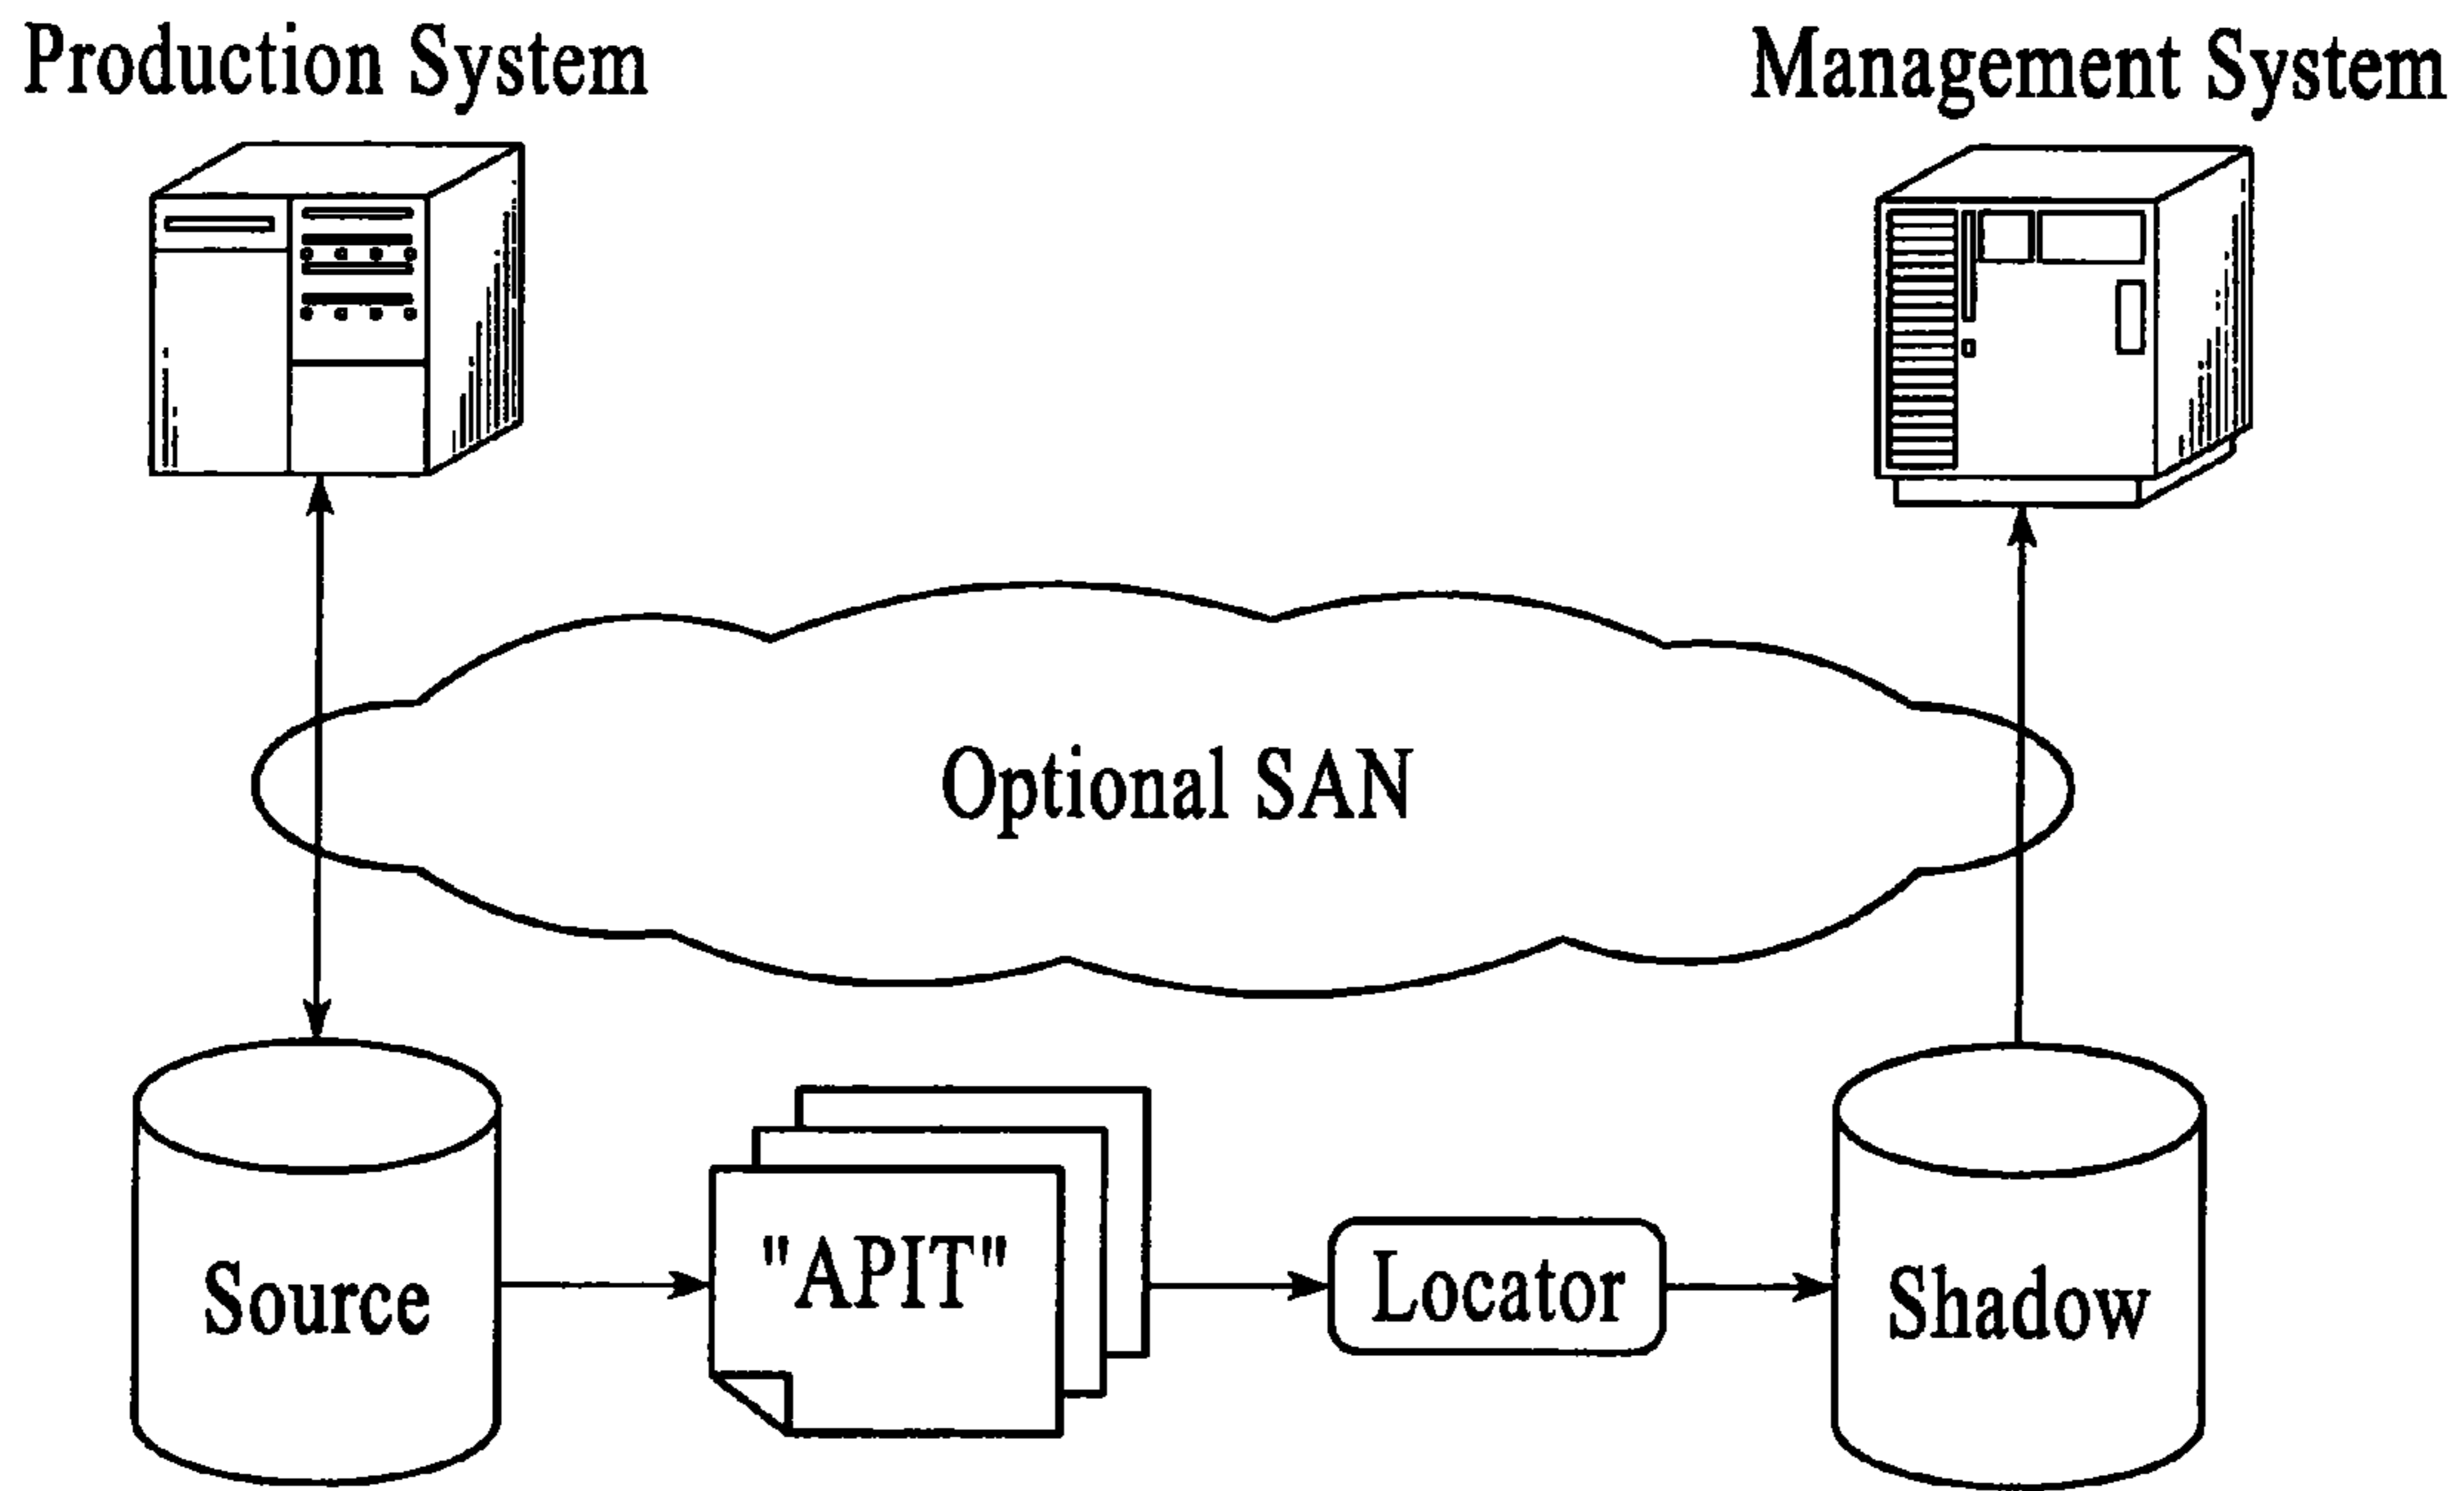 Production System
Management System
Optional SAN
Source
"APIT"
Locator
Shadow